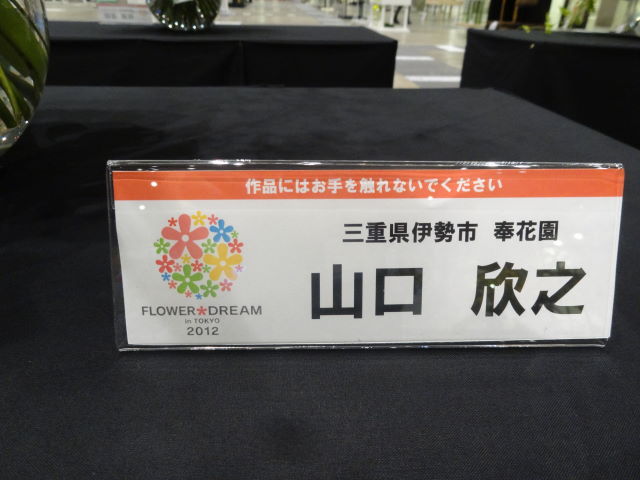 作品にはお手を触れないでください
三重県伊勢市 奉花園
山口 欣之
FLOWER★DREAM
in TOKYO
2012